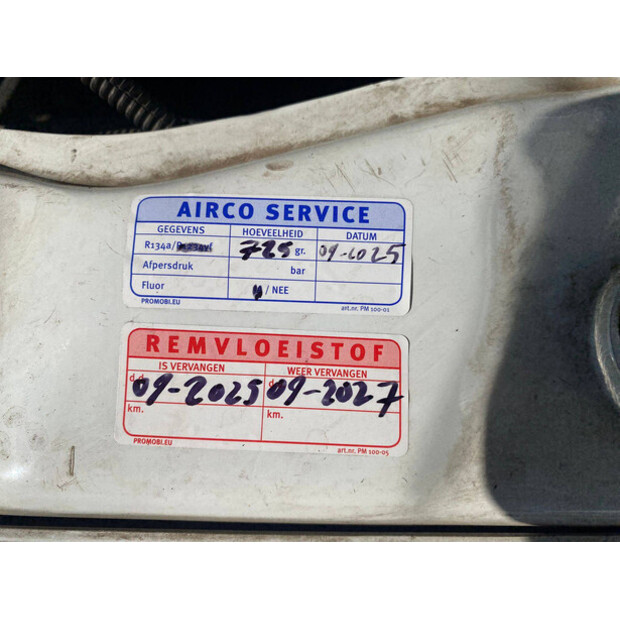 AIRCO SERVICE
GEGEVENS HOEVEELHEID DATUM
R134a/ 725 gr. 09-2025
Afpersdruk bar
Fluor / NEE
PROMOBI.EU art.nr. PM 100-01
REMVLOEISTOF
IS VERVANGEN WEER VERVANGEN
09-2025 09-2027
km. km.
PROMOBI.EU art.nr. PM 100-05